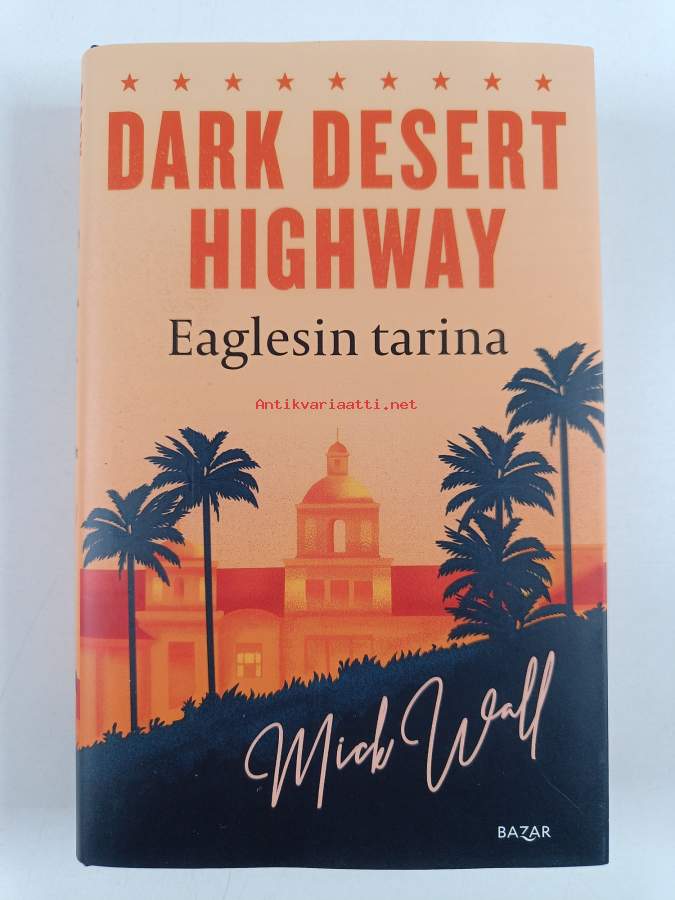 DARK DESERT
HIGHWAY
Eaglesin tarina
Antikvariaatti.net
Mick Wall
BAZAR